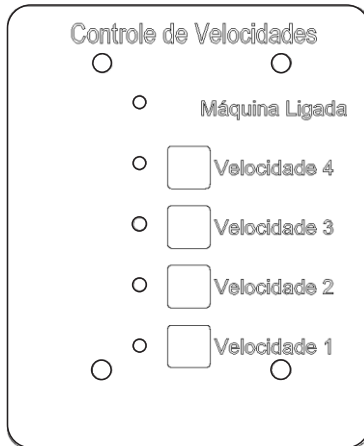 Controle de Velocidades
Máquina Ligada
Velocidade 4
Velocidade 3
Velocidade 2
Velocidade 1